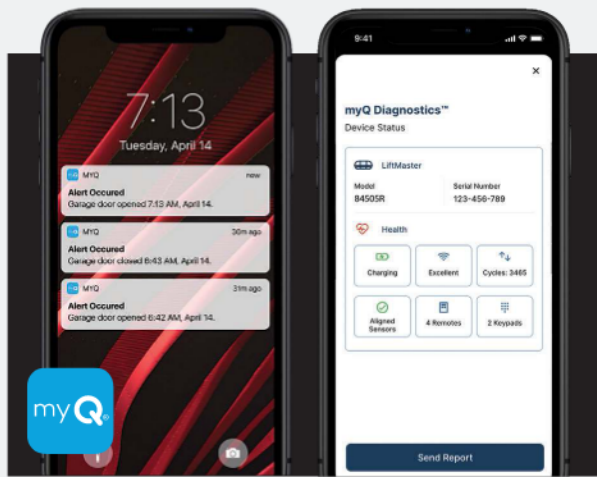 7:13
Tuesday, April 14
MYQ now
Alert Occured
Garage door opened 7:13 AM, April 14.
MYQ 30m ago
Alert Occured
Garage door closed 6:43 AM, April 14.
MYQ 31m ago
Alert Occured
Garage door opened 6:42 AM, April 14.
myQ®
9:41
myQ Diagnostics™
Device Status
LiftMaster
Model Serial Number
84505R 123-456-789
Health
Charging Excellent Cycles: 3465
Aligned
Sensors 4 Remotes 2 Keypads
Send Report